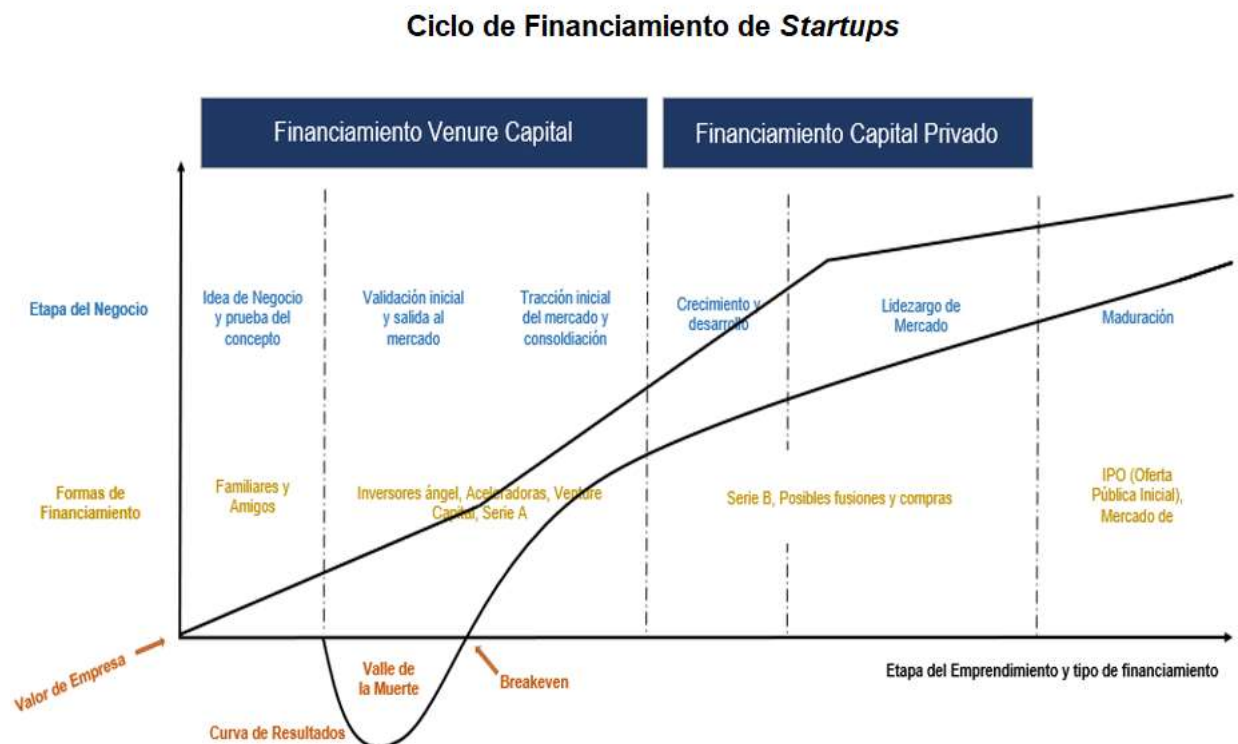 Ciclo de Financiamiento de Startups
Financiamiento Venure Capital
Financiamiento Capital Privado
Etapa del Negocio
Idea de Negocio
y prueba del
concepto
Validación inicial
y salida al
mercado
Tracción inicial
del mercado y
consoldiación
Crecimiento y
desarrollo
Lidezargo de
Mercado
Maduración
Formas de
Financiamiento
Familiares y
Amigos
Inversores ángel, Aceleradoras, Venture
Capital, Serie A
Serie B, Posibles fusiones y compras
IPO (Oferta
Pública Inicial),
Mercado de
Valor de Empresa
Valle de
la Muerte
Breakeven
Etapa del Emprendimiento y tipo de financiamiento
Curva de Resultados